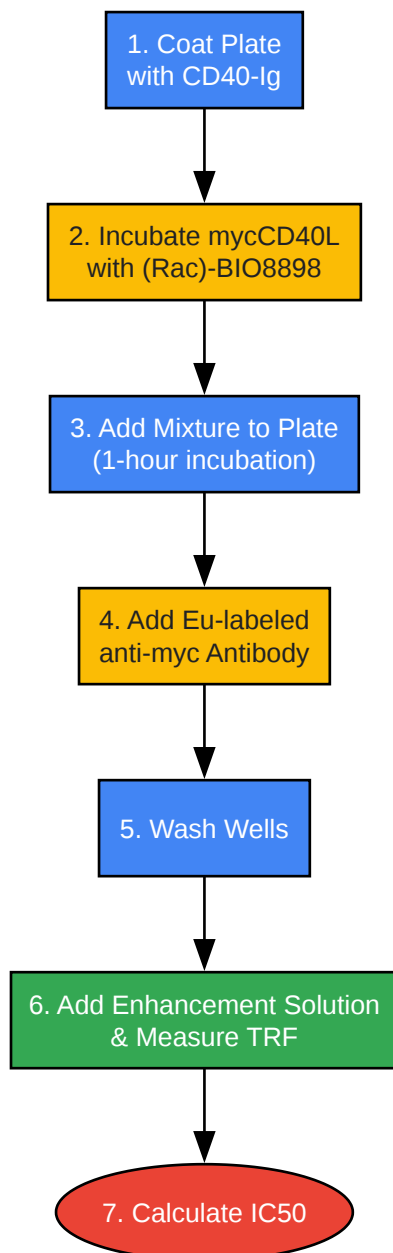 1. Coat Plate
with CD40-Ig
2. Incubate mycCD40L
with (Rac)-BIO8898
3. Add Mixture to Plate
(1-hour incubation)
4. Add Eu-labeled
anti-myc Antibody
5. Wash Wells
6. Add Enhancement Solution
& Measure TRF
7. Calculate IC50